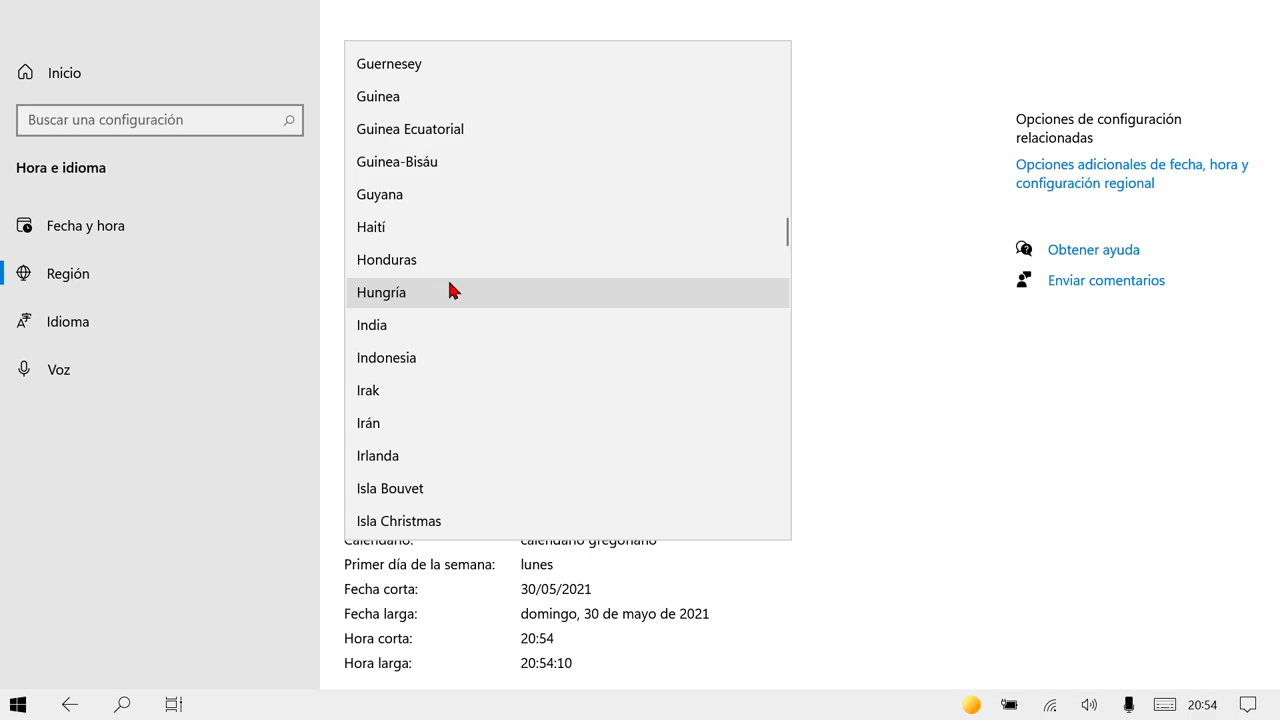 Inicio
Buscar una configuración
Hora e idioma
Fecha y hora
Región
Idioma
Voz
Guernesey
Guinea
Guinea Ecuatorial
Guinea-Bisáu
Guyana
Haití
Honduras
Hungría
India
Indonesia
Irak
Irán
Irlanda
Isla Bouvet
Isla Christmas
Calendario: calendario gregoriano
Primer día de la semana: lunes
Fecha corta: 30/05/2021
Fecha larga: domingo, 30 de mayo de 2021
Hora corta: 20:54
Hora larga: 20:54:10
Opciones de configuración
relacionadas
Opciones adicionales de fecha, hora y
configuración regional
Obtener ayuda
Enviar comentarios
20:54